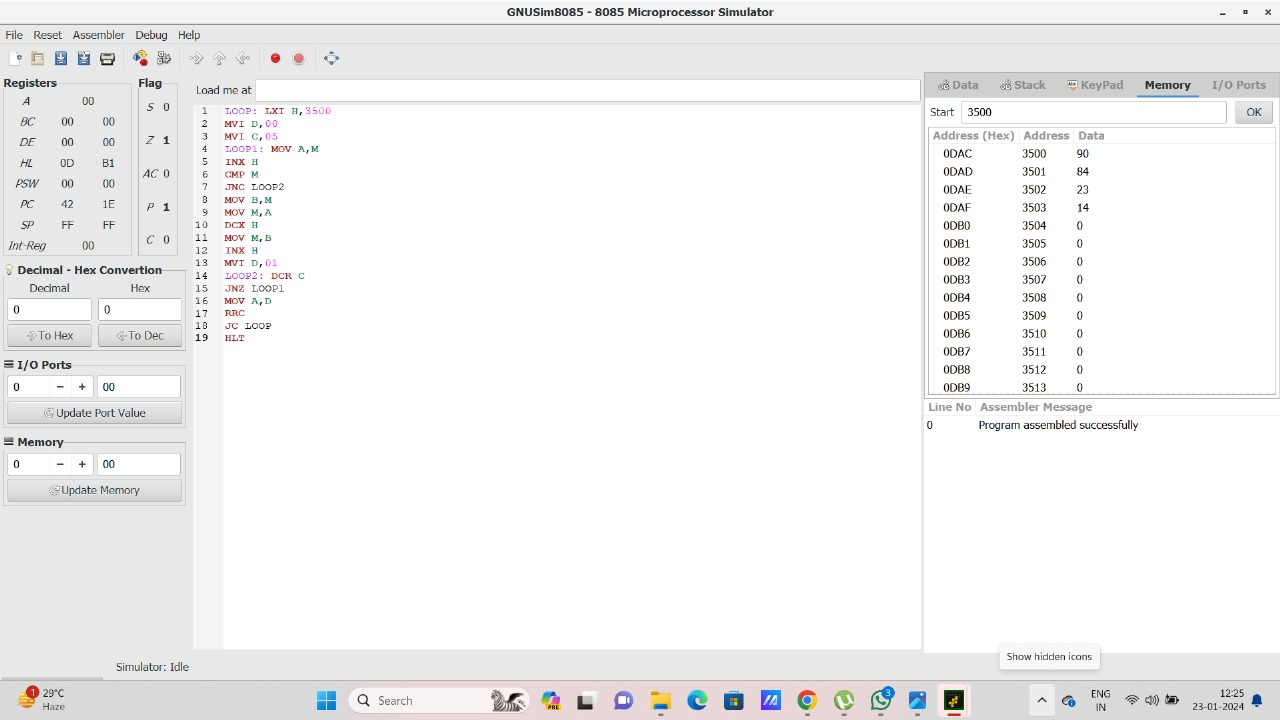 GNUSim8085 - 8085 Microprocessor Simulator
File Reset Assembler Debug Help
Registers
A 00
BC 00 00
DE 00 00
HL 0D B1
PSW 00 00
PC 42 1E
SP FF FF
Int-Reg 00
Flag
S 0
Z 1
AC 0
P 1
C 0
Decimal - Hex Convertion
Decimal Hex
0 0
To Hex To Dec
I/O Ports
0 − + 00
Update Port Value
Memory
0 − + 00
Update Memory
Load me at
1 LOOP: LXI H,3500
2 MVI D,00
3 MVI C,05
4 LOOP1: MOV A,M
5 INX H
6 CMP M
7 JNC LOOP2
8 MOV B,M
9 MOV M,A
10 DCX H
11 MOV M,B
12 INX H
13 MVI D,01
14 LOOP2: DCR C
15 JNZ LOOP1
16 MOV A,D
17 RRC
18 JC LOOP
19 HLT
Data Stack KeyPad Memory I/O Ports
Start 3500 OK
Address (Hex) Address Data
0DAC 3500 90
0DAD 3501 84
0DAE 3502 23
0DAF 3503 14
0DB0 3504 0
0DB1 3505 0
0DB2 3506 0
0DB3 3507 0
0DB4 3508 0
0DB5 3509 0
0DB6 3510 0
0DB7 3511 0
0DB8 3512 0
0DB9 3513 0
Line No Assembler Message
0 Program assembled successfully
Simulator: Idle
Show hidden icons
1
29°C
Haze
Search
PRE
3
ENG
IN
12:25
23-01-2024